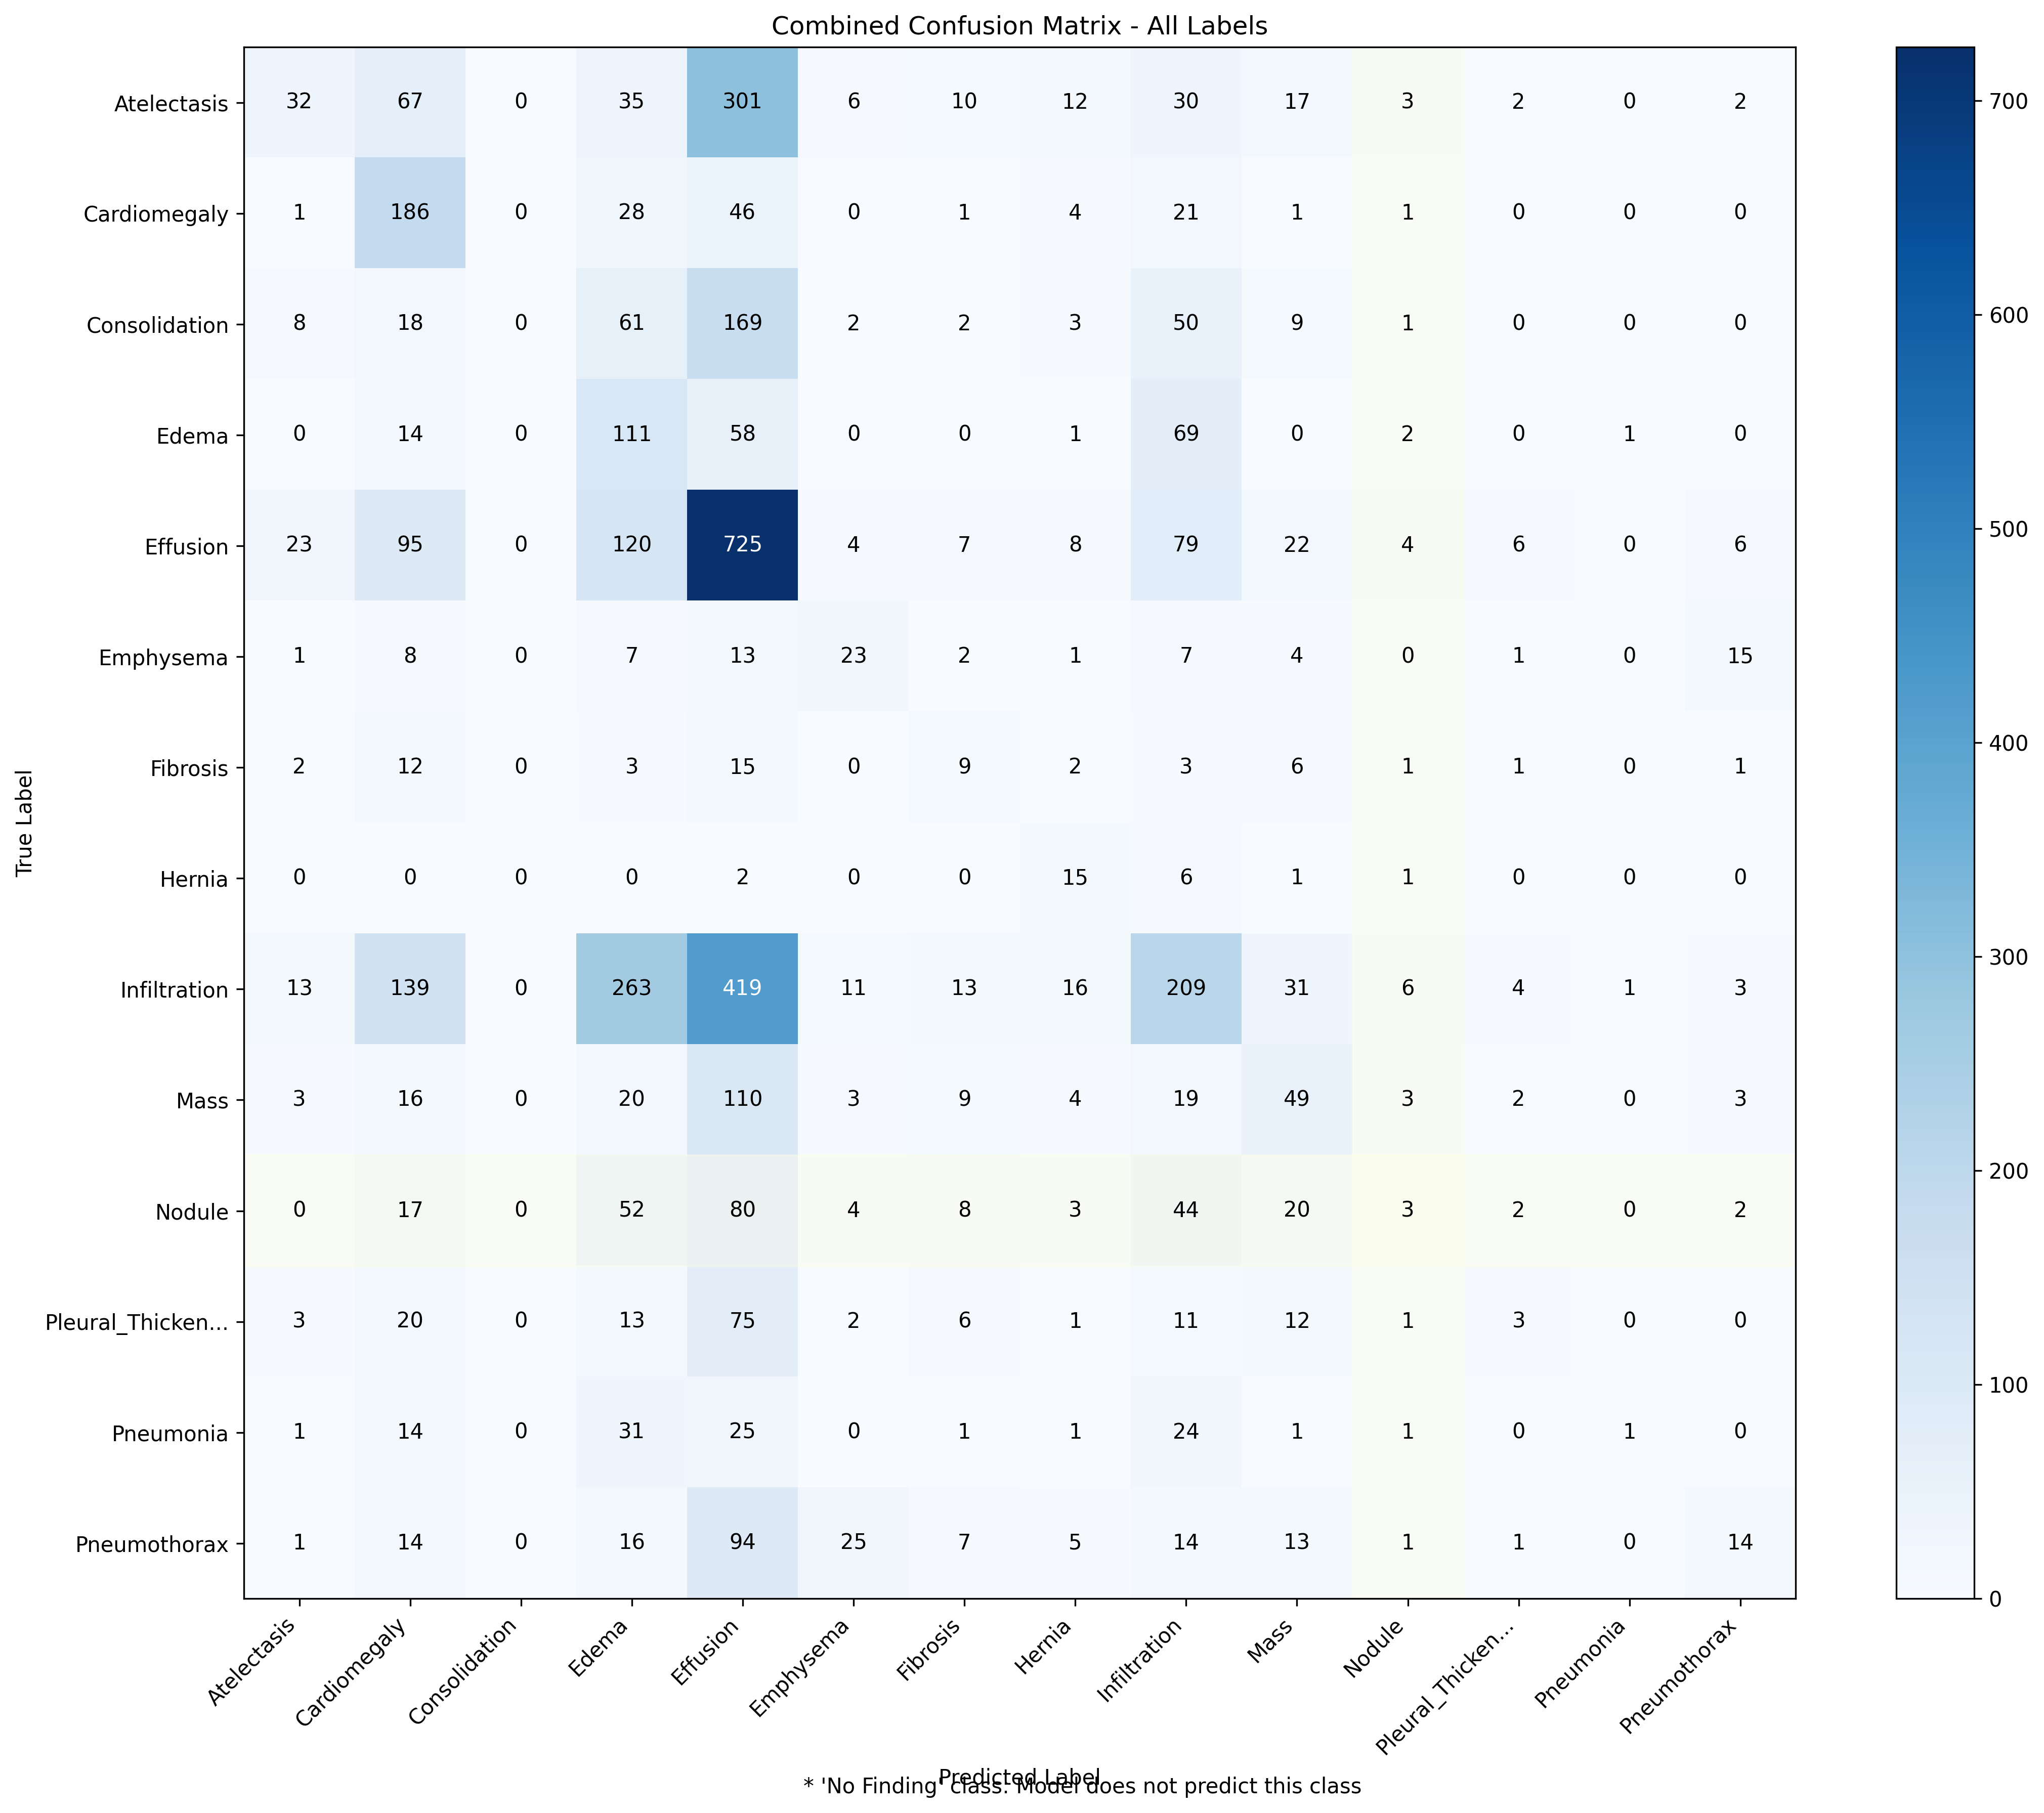 Combined Confusion Matrix - All Labels
True Label
Atelectasis 32 67 0 35 301 6 10 12 30 17 3 2 0 2
Cardiomegaly 1 186 0 28 46 0 1 4 21 1 1 0 0 0
Consolidation 8 18 0 61 169 2 2 3 50 9 1 0 0 0
Edema 0 14 0 111 58 0 0 1 69 0 2 0 1 0
Effusion 23 95 0 120 725 4 7 8 79 22 4 6 0 6
Emphysema 1 8 0 7 13 23 2 1 7 4 0 1 0 15
Fibrosis 2 12 0 3 15 0 9 2 3 6 1 1 0 1
Hernia 0 0 0 0 2 0 0 15 6 1 1 0 0 0
Infiltration 13 139 0 263 419 11 13 16 209 31 6 4 1 3
Mass 3 16 0 20 110 3 9 4 19 49 3 2 0 3
Nodule 0 17 0 52 80 4 8 3 44 20 3 2 0 2
Pleural_Thicken... 3 20 0 13 75 2 6 1 11 12 1 3 0 0
Pneumonia 1 14 0 31 25 0 1 1 24 1 1 0 1 0
Pneumothorax 1 14 0 16 94 25 7 5 14 13 1 1 0 14
Atelectasis Cardiomegaly Consolidation Edema Effusion Emphysema Fibrosis Hernia Infiltration Mass Nodule Pleural_Thicken... Pneumonia Pneumothorax
Predicted Label
* 'No Finding' class: Model does not predict this class
700
600
500
400
300
200
100
0